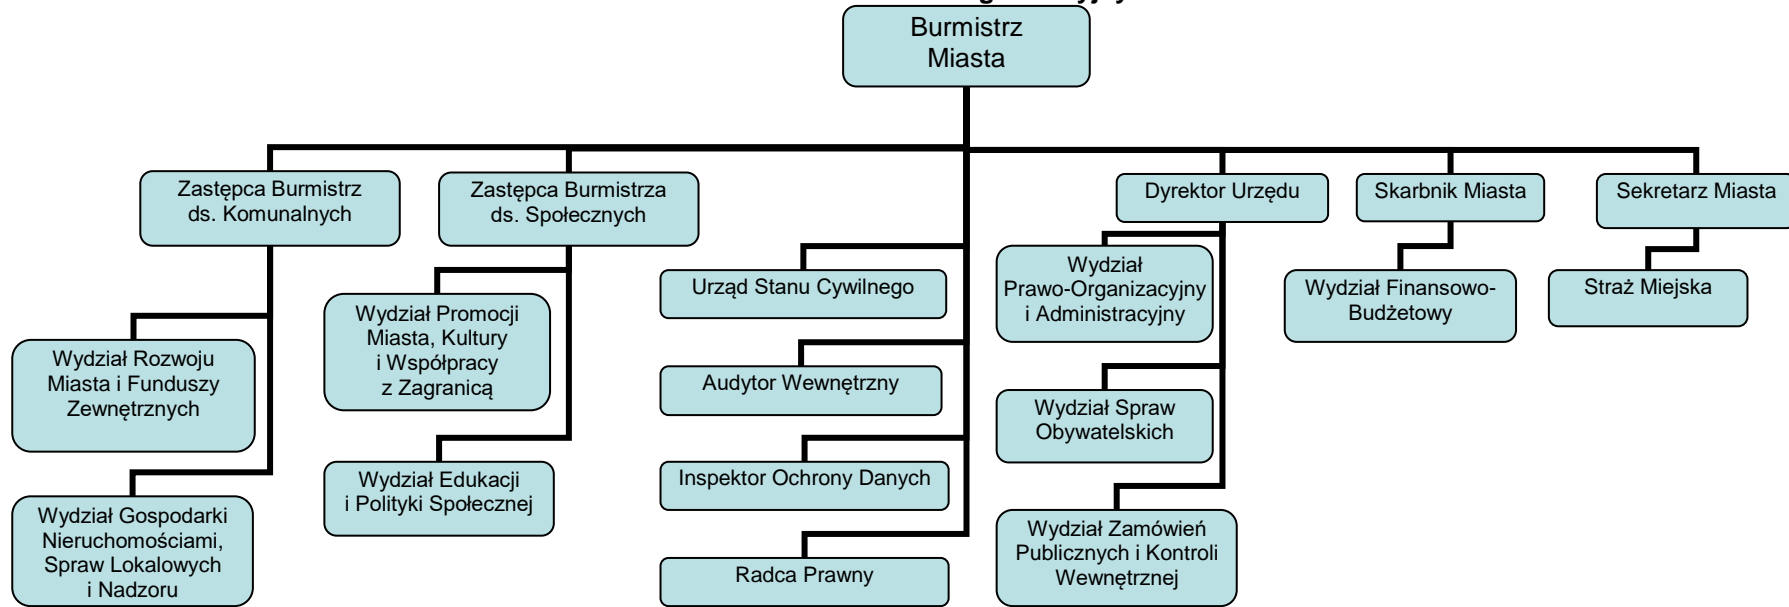 Burmistrz
Miasta
Zastępca Burmistrz
ds. Komunalnych
Zastępca Burmistrza
ds. Społecznych
Dyrektor Urzędu
Skarbnik Miasta
Sekretarz Miasta
Wydział Rozwoju
Miasta i Funduszy
Zewnętrznych
Wydział Gospodarki
Nieruchomościami,
Spraw Lokalowych
i Nadzoru
Wydział Promocji
Miasta, Kultury
i Współpracy
z Zagranicą
Wydział Edukacji
i Polityki Społecznej
Urząd Stanu Cywilnego
Audytor Wewnętrzny
Inspektor Ochrony Danych
Radca Prawny
Wydział
Prawo-Organizacyjny
i Administracyjny
Wydział Spraw
Obywatelskich
Wydział Zamówień
Publicznych i Kontroli
Wewnętrznej
Wydział Finansowo-
Budżetowy
Straż Miejska